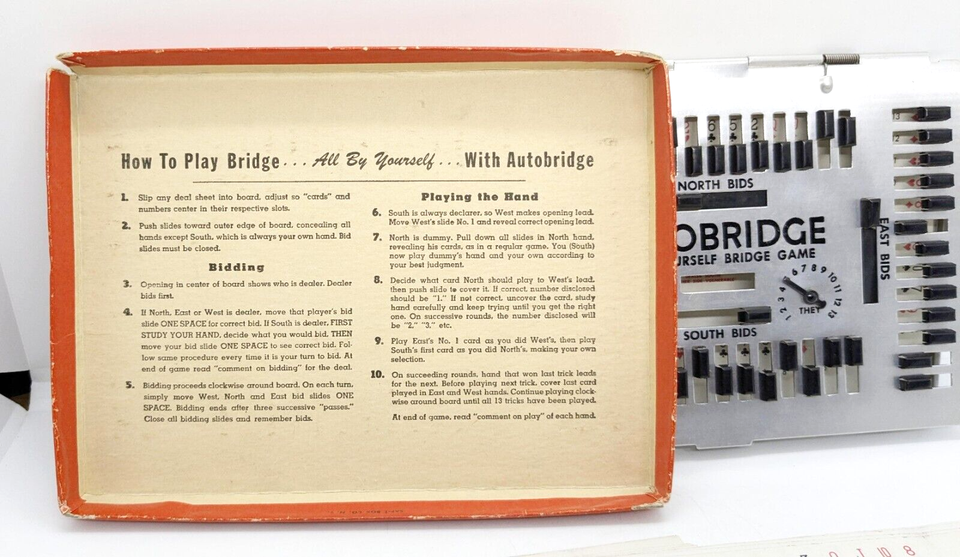 How To Play Bridge... All By Yourself... With Autobridge
1. Slip any deal sheet into board, adjust so "cards" and
numbers center in their respective slots.
2. Push slides toward outer edge of board, concealing all
hands except South, which is always your own hand. Bid
slides must be closed.
Bidding
3. Opening in center of board shows who is dealer. Dealer
bids first.
4. If North, East or West is dealer, move that player's bid
slide ONE SPACE for correct bid. If South is dealer, FIRST
STUDY YOUR HAND, decide what you would bid, THEN
move your bid slide ONE SPACE to see correct bid. Fol-
low same procedure every time it is your turn to bid. At
end of game read "comment on bidding" for the deal.
5. Bidding proceeds clockwise around board. On each turn,
simply move West, North and East bid slides ONE
SPACE. Bidding ends after three successive "passes."
Close all bidding slides and remember bids.
Playing the Hand
6. South is always declarer, so West makes opening lead.
Move West's slide No. 1 and reveal correct opening lead.
7. North is dummy. Pull down all slides in North hand,
revealing his cards, as in a regular game. You (South)
now play dummy's hand and your own according to
your best judgment.
8. Decide what card North should play to West's lead,
then push slide to cover it. If correct, number disclosed
should be "1." If not correct, uncover the card, study
hand carefully and keep trying until you get the right
one. On successive rounds, the number disclosed will
be "2," "3," etc.
9. Play East's No. 1 card as you did West's, then play
South's first card as you did North's, making your own
selection.
10. On succeeding rounds, hand that won last trick leads
for the next. Before playing next trick, cover last card
played in East and West hands. Continue playing clock-
wise around board until all 13 tricks have been played.
At end of game, read "comment on play" of each hand.
NORTH BIDS
OBRIDGE
URSELF BRIDGE GAME
EAST BIDS
1 2 3 4 5 6 7 8 9 10 11 12 13
THEY
SOUTH BIDS